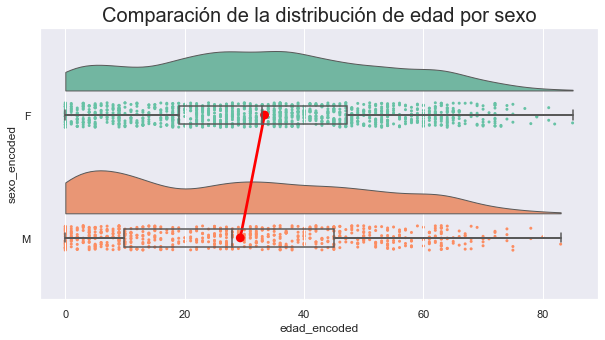 Comparación de la distribución de edad por sexo
F
sexo_encoded
M
0 20 40 60 80
edad_encoded